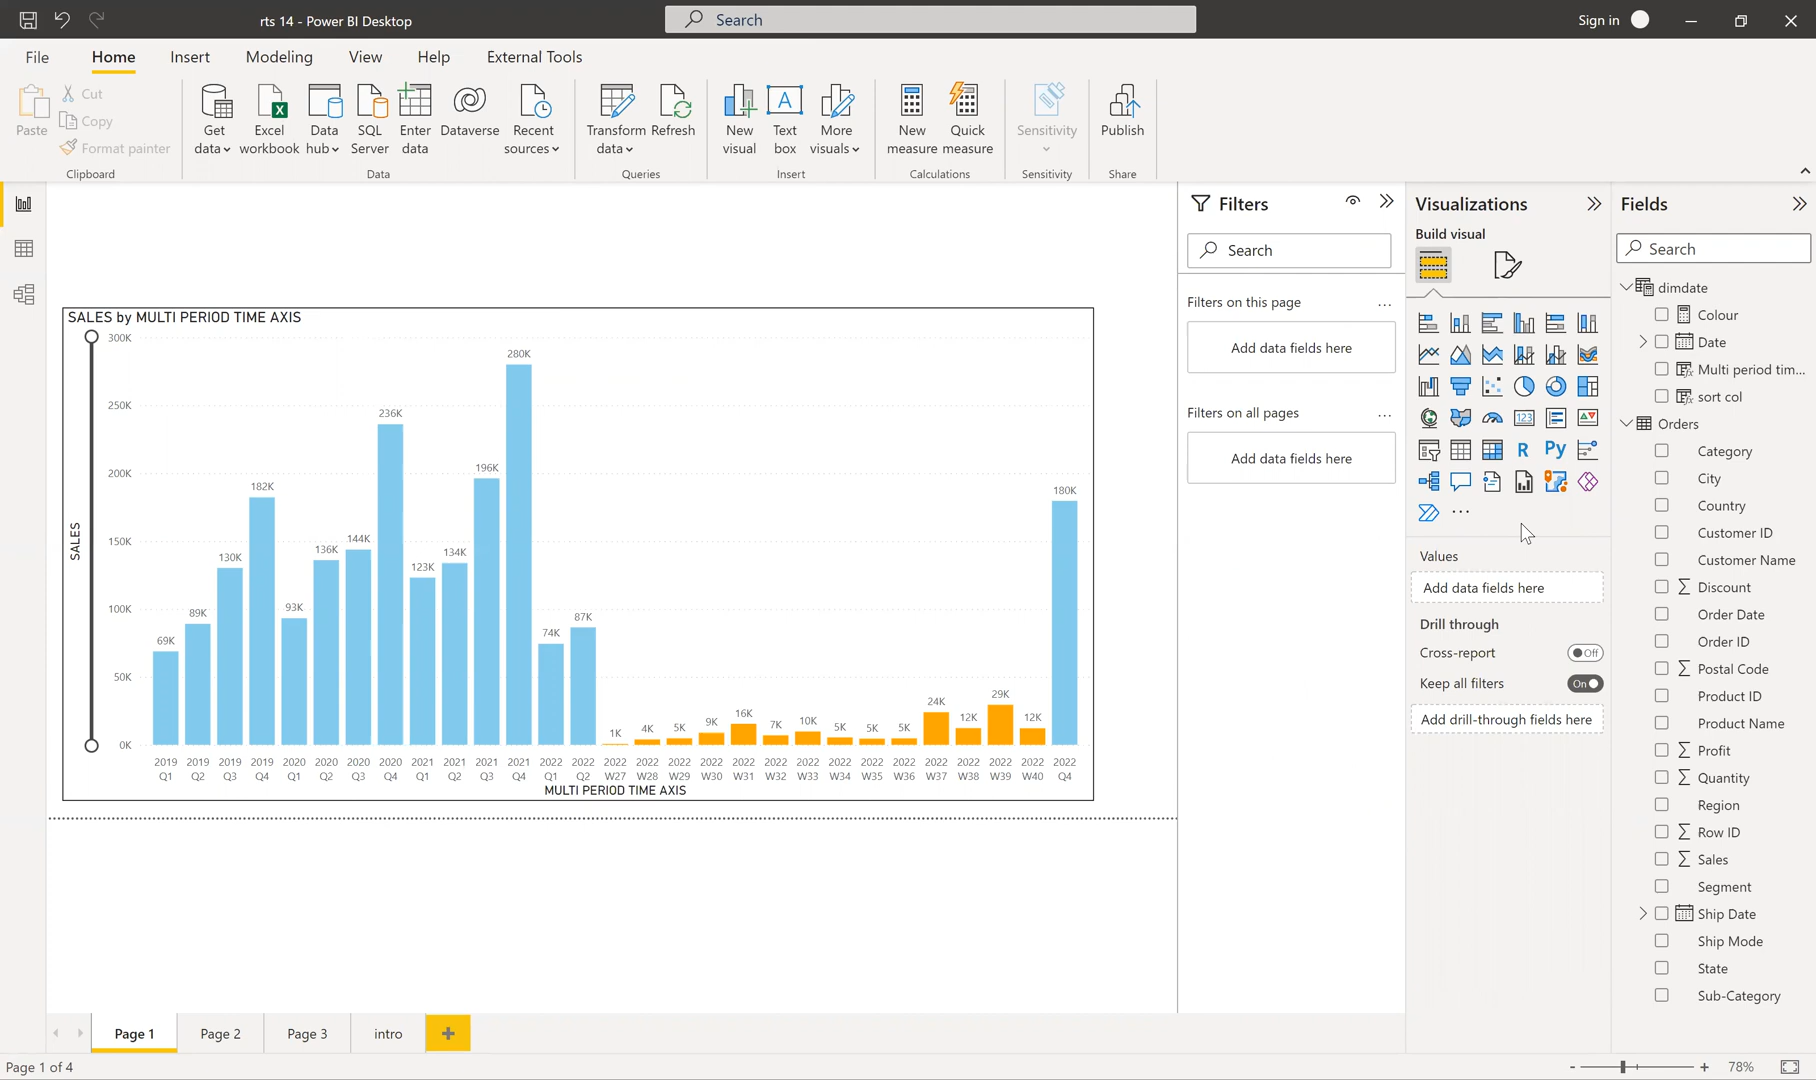 rts 14 - Power BI Desktop
Search
Sign in
File
Home
Insert
Modeling
View
Help
External Tools
Paste
Cut
Copy
Format painter
Get data
Excel workbook
Data hub
SQL Server
Enter data
Dataverse
Recent sources
Transform data
Refresh
New visual
Text box
More visuals
New measure
Quick measure
Sensitivity
Publish
Clipboard
Data
Queries
Insert
Calculations
Sensitivity
Share
SALES by MULTI PERIOD TIME AXIS
SALES
300K
250K
200K
150K
100K
50K
0K
69K
89K
130K
182K
93K
136K
144K
236K
123K
134K
196K
280K
74K
87K
1K
4K
5K
9K
16K
7K
10K
5K
5K
5K
24K
12K
29K
12K
180K
2019 Q1
2019 Q2
2019 Q3
2019 Q4
2020 Q1
2020 Q2
2020 Q3
2020 Q4
2021 Q1
2021 Q2
2021 Q3
2021 Q4
2022 Q1
2022 Q2
2022 W27
2022 W28
2022 W29
2022 W30
2022 W31
2022 W32
2022 W33
2022 W34
2022 W35
2022 W36
2022 W37
2022 W38
2022 W39
2022 W40
2022 Q4
MULTI PERIOD TIME AXIS
Filters
Search
Filters on this page
...
Add data fields here
Filters on all pages
...
Add data fields here
Visualizations
Build visual
123
R
Py
...
Values
Add data fields here
Drill through
Cross-report
Off
Keep all filters
On
Add drill-through fields here
Fields
Search
dimdate
Colour
Date
Multi period tim...
sort col
Orders
Category
City
Country
Customer ID
Customer Name
Discount
Order Date
Order ID
Postal Code
Product ID
Product Name
Profit
Quantity
Region
Row ID
Sales
Segment
Ship Date
Ship Mode
State
Sub-Category
Page 1
Page 2
Page 3
intro
+
Page 1 of 4
- + 78%